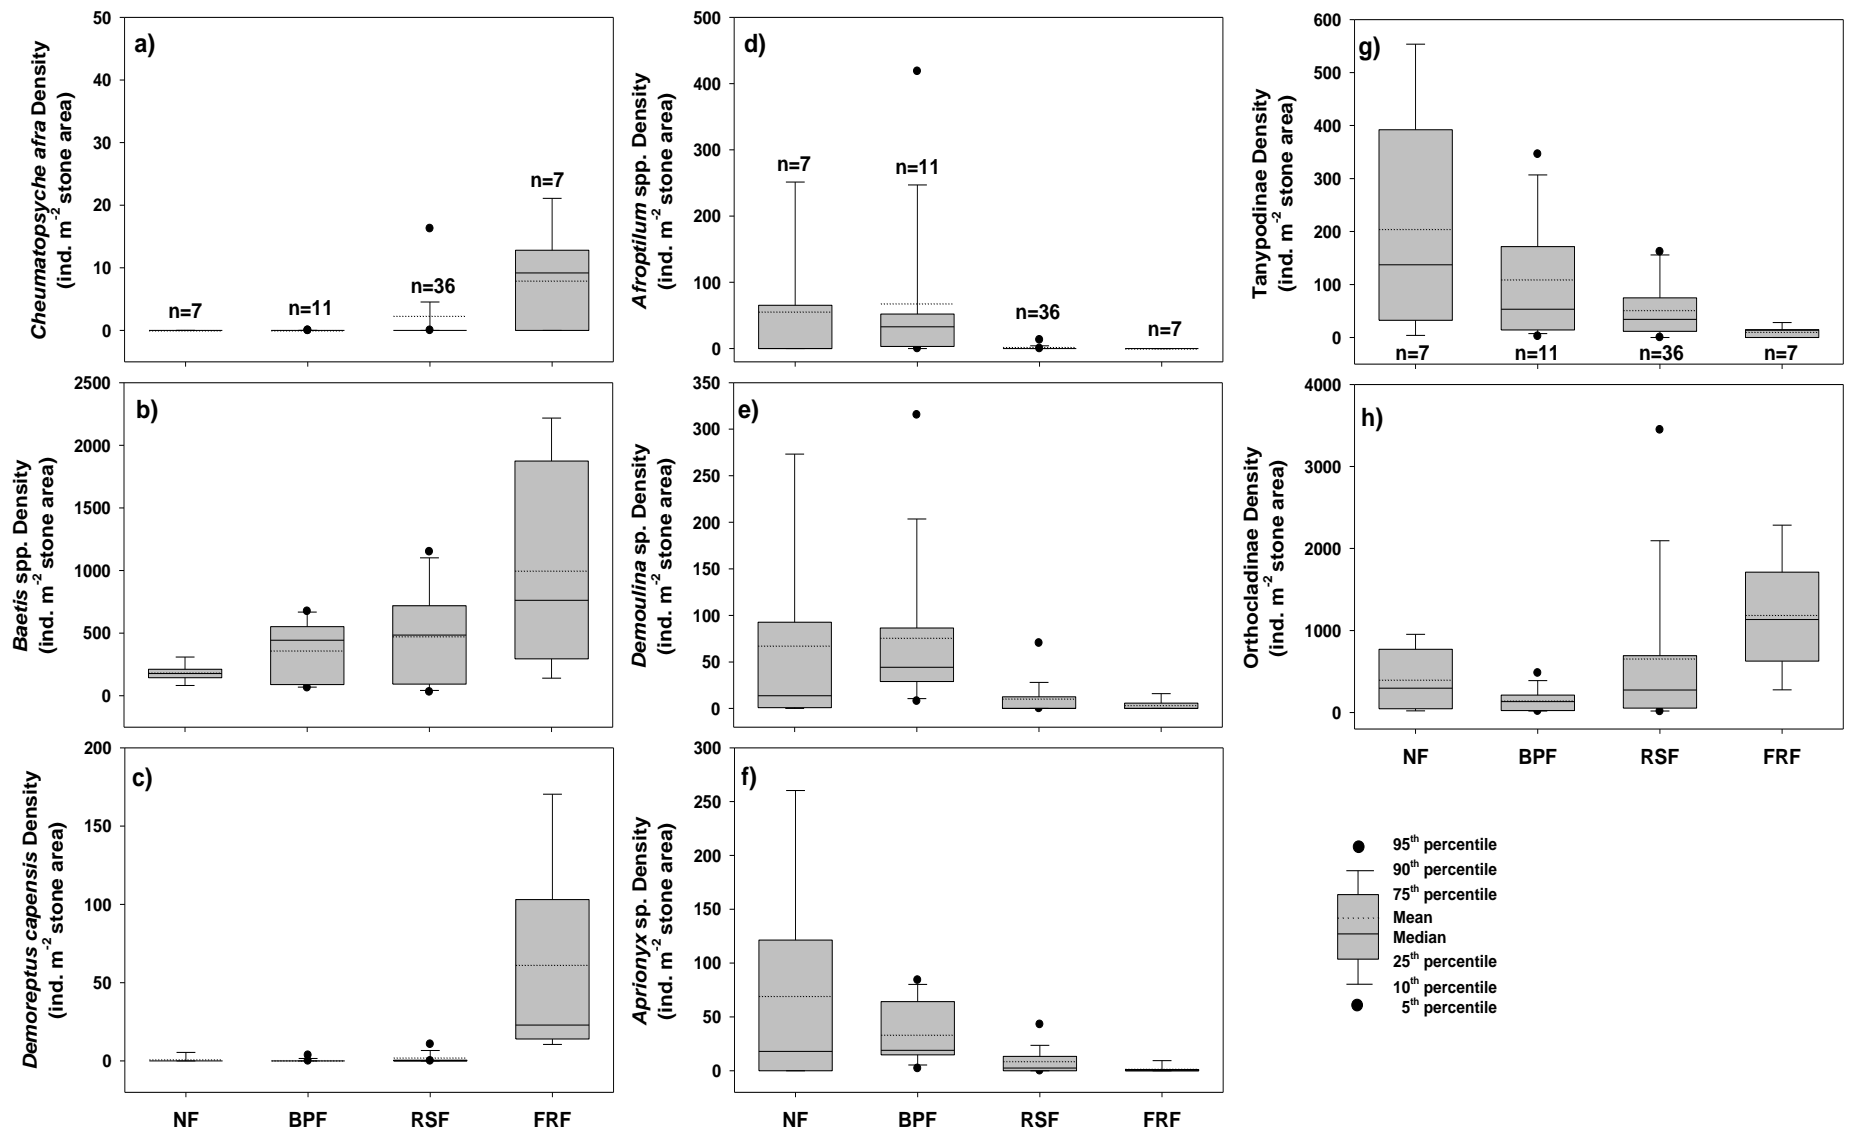 a)
Cheumatopsyche afra Density
(ind. m-2 stone area)
50
40
30
20
10
0
n=7
n=11
n=36
n=7
b)
Baetis spp. Density
(ind. m-2 stone area)
2500
2000
1500
1000
500
0
c)
Demoreptus capensis Density
(ind. m-2 stone area)
200
150
100
50
0
NF BPF RSF FRF
d)
Afroptilum spp. Density
(ind. m-2 stone area)
500
400
300
200
100
0
n=7
n=11
n=36
n=7
e)
Demoulina sp. Density
(ind. m-2 stone area)
350
300
250
200
150
100
50
0
f)
Aprionyx sp. Density
(ind. m-2 stone area)
300
250
200
150
100
50
0
NF BPF RSF FRF
g)
Tanypodinae Density
(ind. m-2 stone area)
600
500
400
300
200
100
0
n=7 n=11 n=36 n=7
h)
Orthocladinae Density
(ind. m-2 stone area)
4000
3000
2000
1000
0
NF BPF RSF FRF
95th percentile
90th percentile
75th percentile
Mean
Median
25th percentile
10th percentile
5th percentile